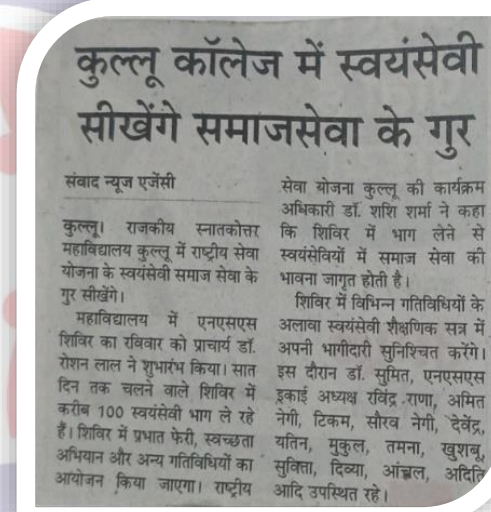 कुल्लू कॉलेज में स्वयंसेवी
सीखेंगे समाजसेवा के गुर
संवाद न्यूज एजेंसी
कुल्लू। राजकीय स्नातकोत्तर
महाविद्यालय कुल्लू में राष्ट्रीय सेवा
योजना के स्वयंसेवी समाज सेवा के
गुर सीखेंगे।
महाविद्यालय में एनएसएस
शिविर का रविवार को प्राचार्य डॉ.
रोशन लाल ने शुभारंभ किया। सात
दिन तक चलने वाले शिविर में
करीब 100 स्वयंसेवी भाग ले रहे
हैं। शिविर में प्रभात फेरी, स्वच्छता
अभियान और अन्य गतिविधियों का
आयोजन किया जाएगा। राष्ट्रीय
सेवा योजना कुल्लू की कार्यक्रम
अधिकारी डॉ. शशि शर्मा ने कहा
कि शिविर में भाग लेने से
स्वयंसेवियों में समाज सेवा की
भावना जागृत होती है।
शिविर में विभिन्न गतिविधियों के
अलावा स्वयंसेवी शैक्षणिक सत्र में
अपनी भागीदारी सुनिश्चित करेंगे।
इस दौरान डॉ. सुमित, एनएसएस
इकाई अध्यक्ष रविंद्र राणा, अमित
नेगी, टिकम, सौरव नेगी, देवेंद्र,
यतिन, मुकुल, तमना, खुशबू,
सुविता, दिव्या, आंचल, अदिति
आदि उपस्थित रहे।